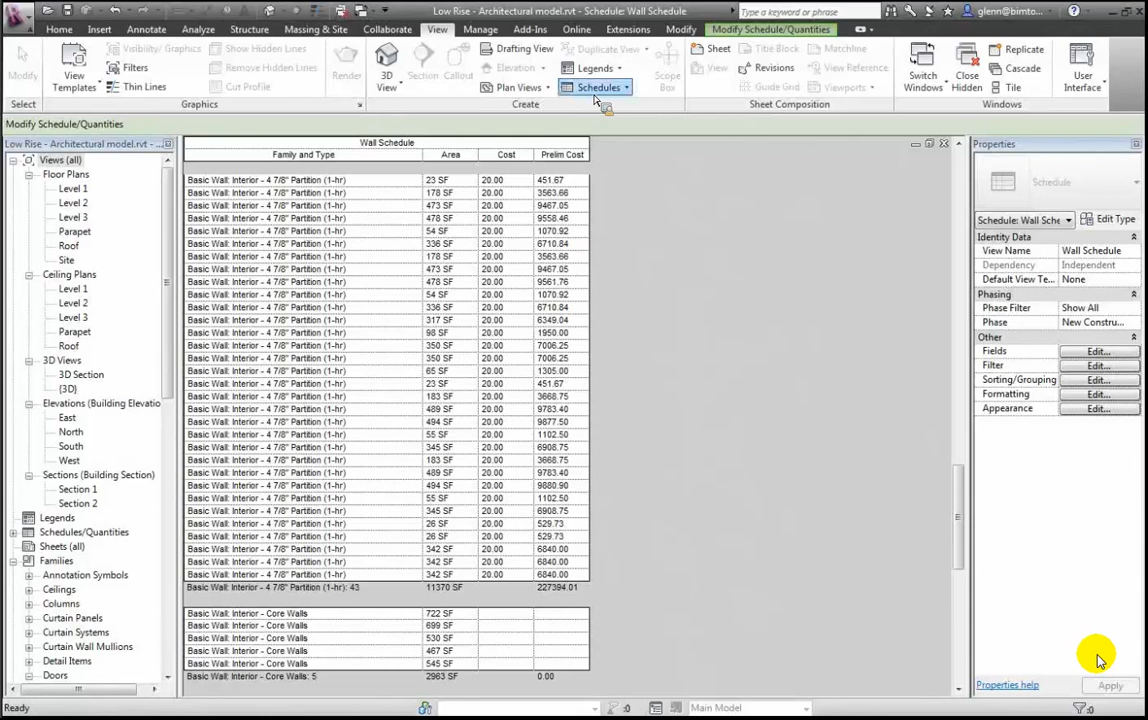 Low Rise - Architectural model.rvt - Schedule: Wall Schedule
Type a keyword or phrase
glenn@bimto...
Home Insert Annotate Analyze Structure Massing & Site Collaborate View Manage Add-Ins Online Extensions Modify Modify Schedule/Quantities
Modify
Select
View Templates
Visibility/ Graphics
Filters
Thin Lines
Show Hidden Lines
Remove Hidden Lines
Cut Profile
Render
Graphics
3D View
Section
Callout
Drafting View
Elevation
Plan Views
Duplicate View
Legends
Schedules
Scope Box
Create
Sheet
View
Title Block
Revisions
Guide Grid
Matchline
Viewports
Sheet Composition
Switch Windows
Close Hidden
Replicate
Cascade
Tile
Windows
User Interface
Modify Schedule/Quantities
Low Rise - Architectural model.rvt - ...
Views (all)
Floor Plans
Level 1
Level 2
Level 3
Parapet
Roof
Site
Ceiling Plans
Level 1
Level 2
Level 3
Parapet
Roof
3D Views
3D Section
{3D}
Elevations (Building Elevatio
East
North
South
West
Sections (Building Section)
Section 1
Section 2
Legends
Schedules/Quantities
Sheets (all)
Families
Annotation Symbols
Ceilings
Columns
Curtain Panels
Curtain Systems
Curtain Wall Mullions
Detail Items
Doors
Wall Schedule
Family and Type Area Cost Prelim Cost
Basic Wall: Interior - 4 7/8" Partition (1-hr) 23 SF 20.00 451.67
Basic Wall: Interior - 4 7/8" Partition (1-hr) 178 SF 20.00 3563.66
Basic Wall: Interior - 4 7/8" Partition (1-hr) 473 SF 20.00 9467.05
Basic Wall: Interior - 4 7/8" Partition (1-hr) 478 SF 20.00 9558.46
Basic Wall: Interior - 4 7/8" Partition (1-hr) 54 SF 20.00 1070.92
Basic Wall: Interior - 4 7/8" Partition (1-hr) 336 SF 20.00 6710.84
Basic Wall: Interior - 4 7/8" Partition (1-hr) 178 SF 20.00 3563.66
Basic Wall: Interior - 4 7/8" Partition (1-hr) 473 SF 20.00 9467.05
Basic Wall: Interior - 4 7/8" Partition (1-hr) 478 SF 20.00 9561.76
Basic Wall: Interior - 4 7/8" Partition (1-hr) 54 SF 20.00 1070.92
Basic Wall: Interior - 4 7/8" Partition (1-hr) 336 SF 20.00 6710.84
Basic Wall: Interior - 4 7/8" Partition (1-hr) 317 SF 20.00 6349.04
Basic Wall: Interior - 4 7/8" Partition (1-hr) 98 SF 20.00 1950.00
Basic Wall: Interior - 4 7/8" Partition (1-hr) 350 SF 20.00 7006.25
Basic Wall: Interior - 4 7/8" Partition (1-hr) 350 SF 20.00 7006.25
Basic Wall: Interior - 4 7/8" Partition (1-hr) 65 SF 20.00 1305.00
Basic Wall: Interior - 4 7/8" Partition (1-hr) 23 SF 20.00 451.67
Basic Wall: Interior - 4 7/8" Partition (1-hr) 183 SF 20.00 3668.75
Basic Wall: Interior - 4 7/8" Partition (1-hr) 489 SF 20.00 9783.40
Basic Wall: Interior - 4 7/8" Partition (1-hr) 494 SF 20.00 9877.50
Basic Wall: Interior - 4 7/8" Partition (1-hr) 55 SF 20.00 1102.50
Basic Wall: Interior - 4 7/8" Partition (1-hr) 345 SF 20.00 6908.75
Basic Wall: Interior - 4 7/8" Partition (1-hr) 183 SF 20.00 3668.75
Basic Wall: Interior - 4 7/8" Partition (1-hr) 489 SF 20.00 9783.40
Basic Wall: Interior - 4 7/8" Partition (1-hr) 494 SF 20.00 9880.90
Basic Wall: Interior - 4 7/8" Partition (1-hr) 55 SF 20.00 1102.50
Basic Wall: Interior - 4 7/8" Partition (1-hr) 345 SF 20.00 6908.75
Basic Wall: Interior - 4 7/8" Partition (1-hr) 26 SF 20.00 529.73
Basic Wall: Interior - 4 7/8" Partition (1-hr) 26 SF 20.00 529.73
Basic Wall: Interior - 4 7/8" Partition (1-hr) 342 SF 20.00 6840.00
Basic Wall: Interior - 4 7/8" Partition (1-hr) 342 SF 20.00 6840.00
Basic Wall: Interior - 4 7/8" Partition (1-hr) 342 SF 20.00 6840.00
Basic Wall: Interior - 4 7/8" Partition (1-hr): 43 11370 SF 227394.01
Basic Wall: Interior - Core Walls 722 SF
Basic Wall: Interior - Core Walls 699 SF
Basic Wall: Interior - Core Walls 530 SF
Basic Wall: Interior - Core Walls 467 SF
Basic Wall: Interior - Core Walls 545 SF
Basic Wall: Interior - Core Walls: 5 2963 SF 0.00
Properties
Schedule
Schedule: Wall Sche
Edit Type
Identity Data
View Name Wall Schedule
Dependency Independent
Default View Te... None
Phasing
Phase Filter Show All
Phase New Constru...
Other
Fields Edit...
Filter Edit...
Sorting/Grouping Edit...
Formatting Edit...
Appearance Edit...
Properties help
Apply
Ready
:0
Main Model
:0